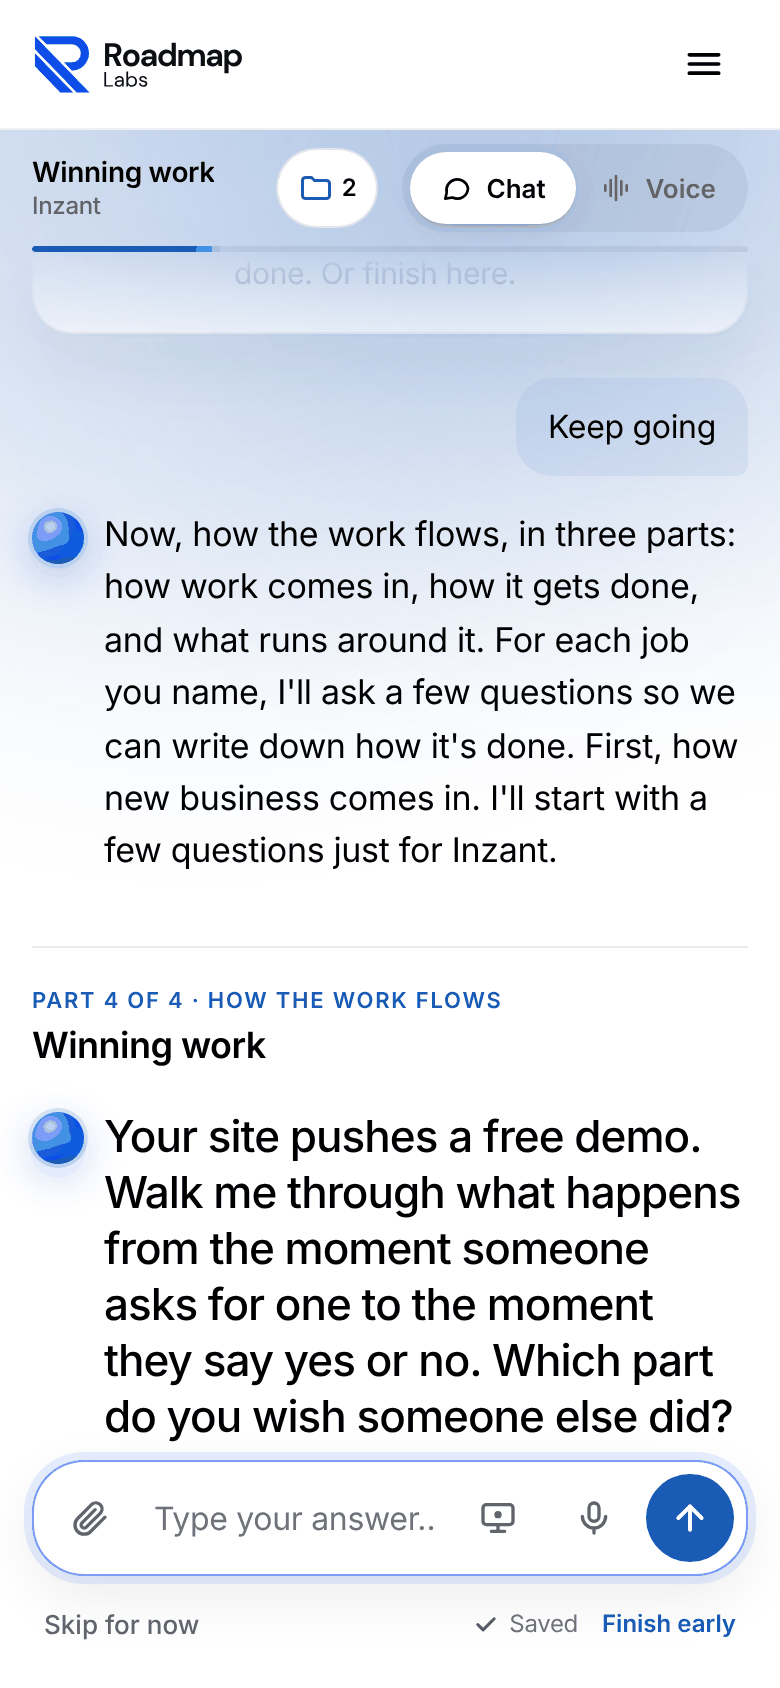 Roadmap
Labs
Winning work
Inzant
2
Chat
Voice
done. Or finish here.
Keep going
Now, how the work flows, in three parts:
how work comes in, how it gets done,
and what runs around it. For each job
you name, I'll ask a few questions so we
can write down how it's done. First, how
new business comes in. I'll start with a
few questions just for Inzant.
PART 4 OF 4 · HOW THE WORK FLOWS
Winning work
Your site pushes a free demo.
Walk me through what happens
from the moment someone
asks for one to the moment
they say yes or no. Which part
do you wish someone else did?
Type your answer..
Skip for now
Saved
Finish early